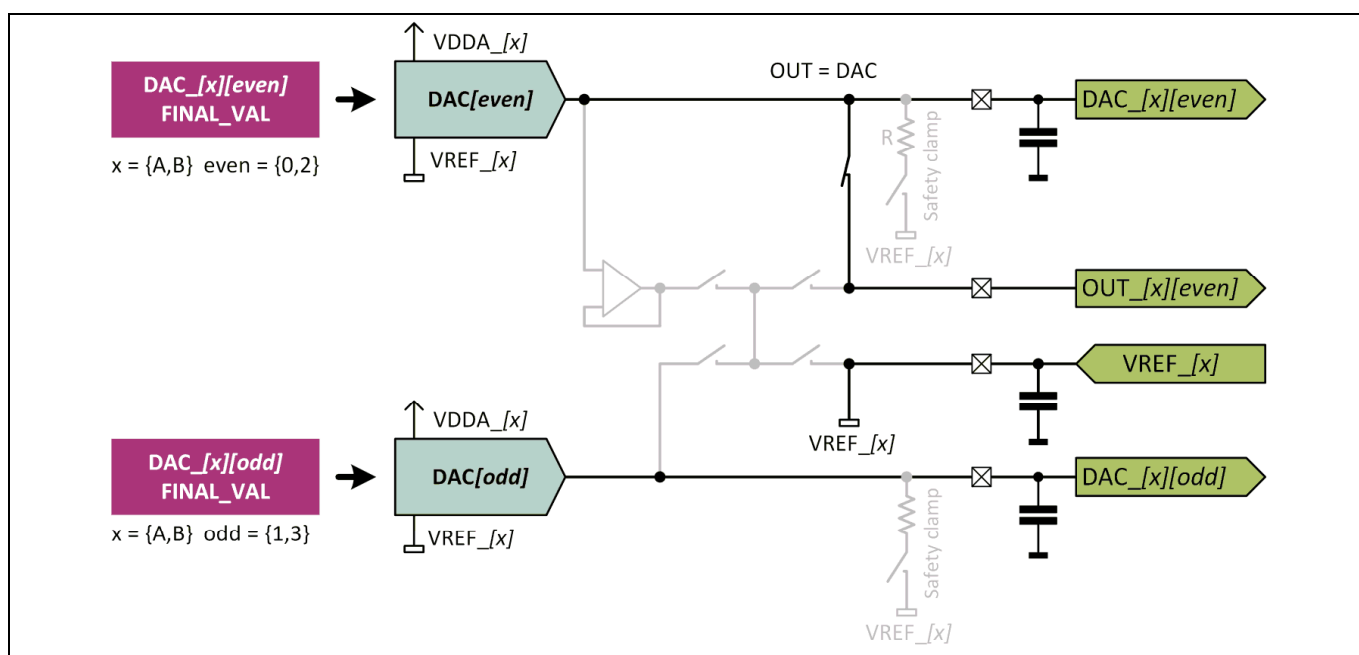 VDDA_[x]
DAC_[x][even]
FINAL_VAL
DAC[even]
OUT = DAC
DAC_[x][even]
x = {A,B} even = {0,2}
VREF_[x]
R
Safety clamp
VREF_[x]
OUT_[x][even]
VREF_[x]
VDDA_[x]
VREF_[x]
DAC_[x][odd]
FINAL_VAL
DAC[odd]
DAC_[x][odd]
x = {A,B} odd = {1,3}
VREF_[x]
Safety clamp
VREF_[x]